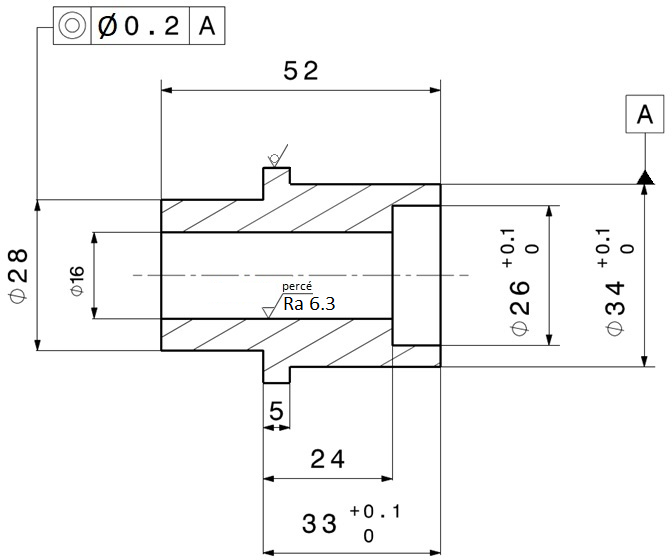 ◎ Ø0.2 A
52
A
Ø28
Ø16
percé
Ra 6.3
Ø26 +0.1 0
Ø34 +0.1 0
5
24
33 +0.1 0